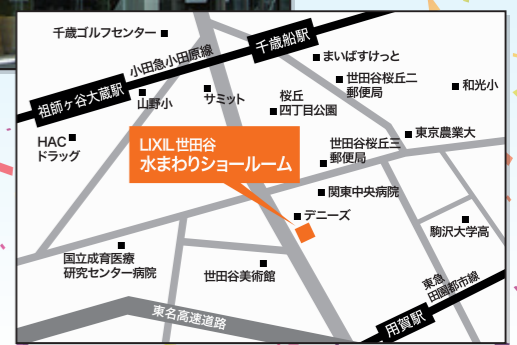 千歳ゴルフセンター
小田急小田原線
千歳船駅
まいばすけっと
祖師ヶ谷大蔵駅
山野小
サミット
桜丘
四丁目公園
世田谷桜丘二
郵便局
和光小
HAC
ドラッグ
LIXIL世田谷
水まわりショールーム
世田谷桜丘三
郵便局
東京農業大
関東中央病院
デニーズ
駒沢大学高
国立成育医療
研究センター病院
世田谷美術館
東急
田園都市線
東名高速道路
用賀駅